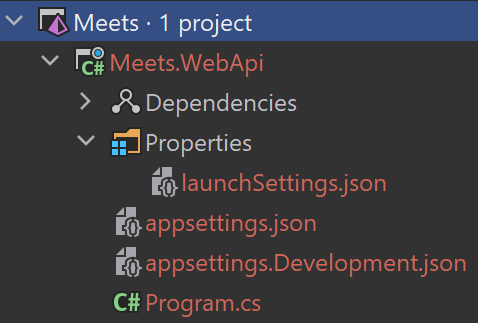 Meets · 1 project
C# Meets.WebApi
Dependencies
Properties
{} launchSettings.json
{} appsettings.json
{} appsettings.Development.json
C# Program.cs